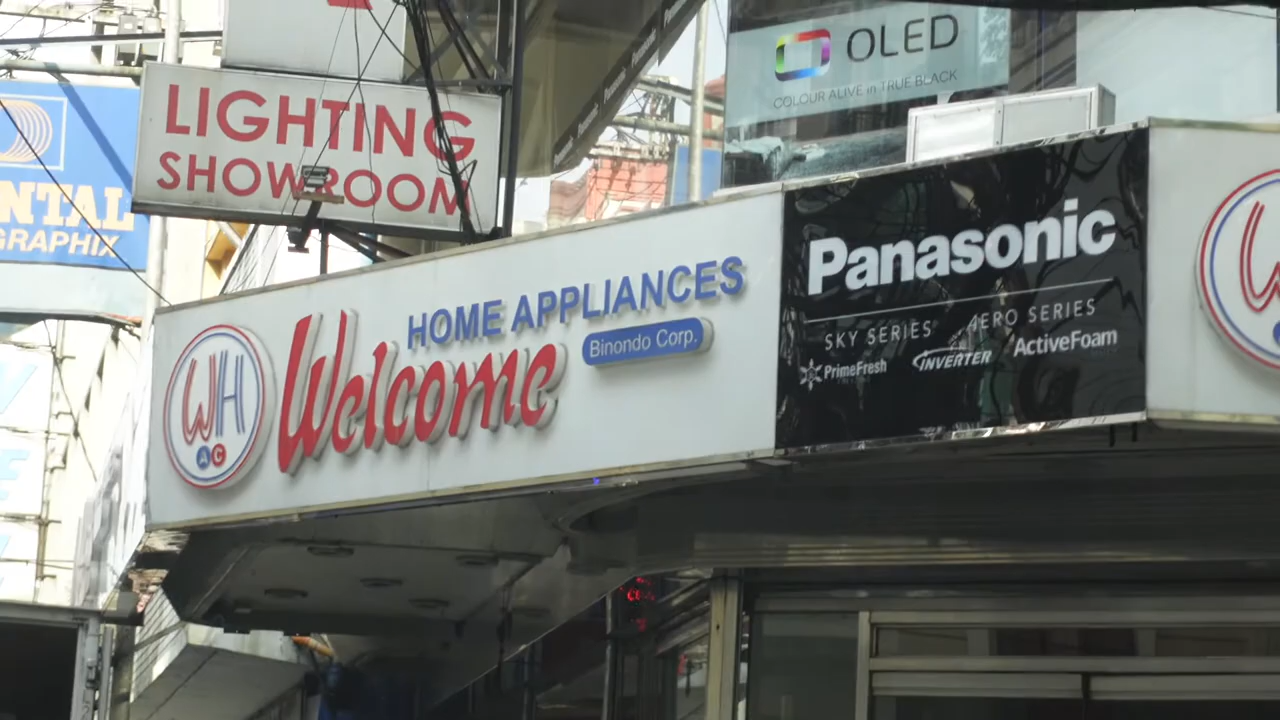 OLED
COLOUR ALIVE in TRUE BLACK
LIGHTING
SHOWROOM
NTAL
GRAPHIX
HOME APPLIANCES
Welcome
Binondo Corp.
WH
AC
Panasonic
SKY SERIES AERO SERIES
PrimeFresh INVERTER ActiveFoam